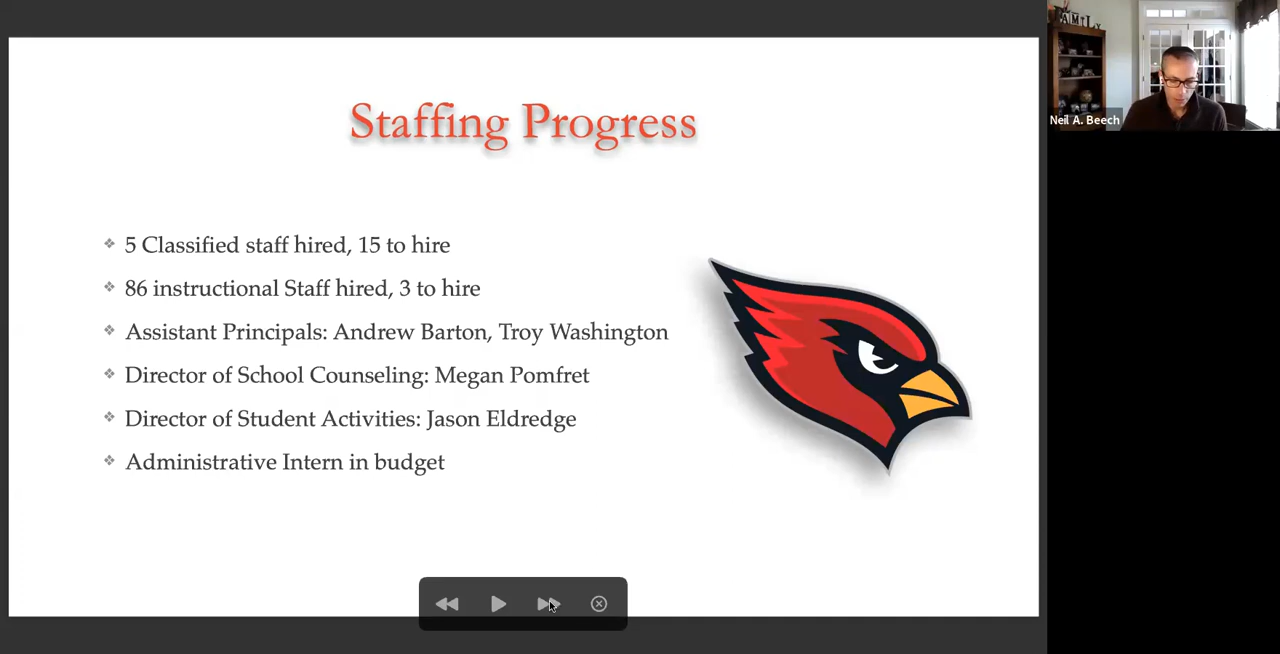 Staffing Progress
5 Classified staff hired, 15 to hire
86 instructional Staff hired, 3 to hire
Assistant Principals: Andrew Barton, Troy Washington
Director of School Counseling: Megan Pomfret
Director of Student Activities: Jason Eldredge
Administrative Intern in budget
FAMILY
Neil A. Beech